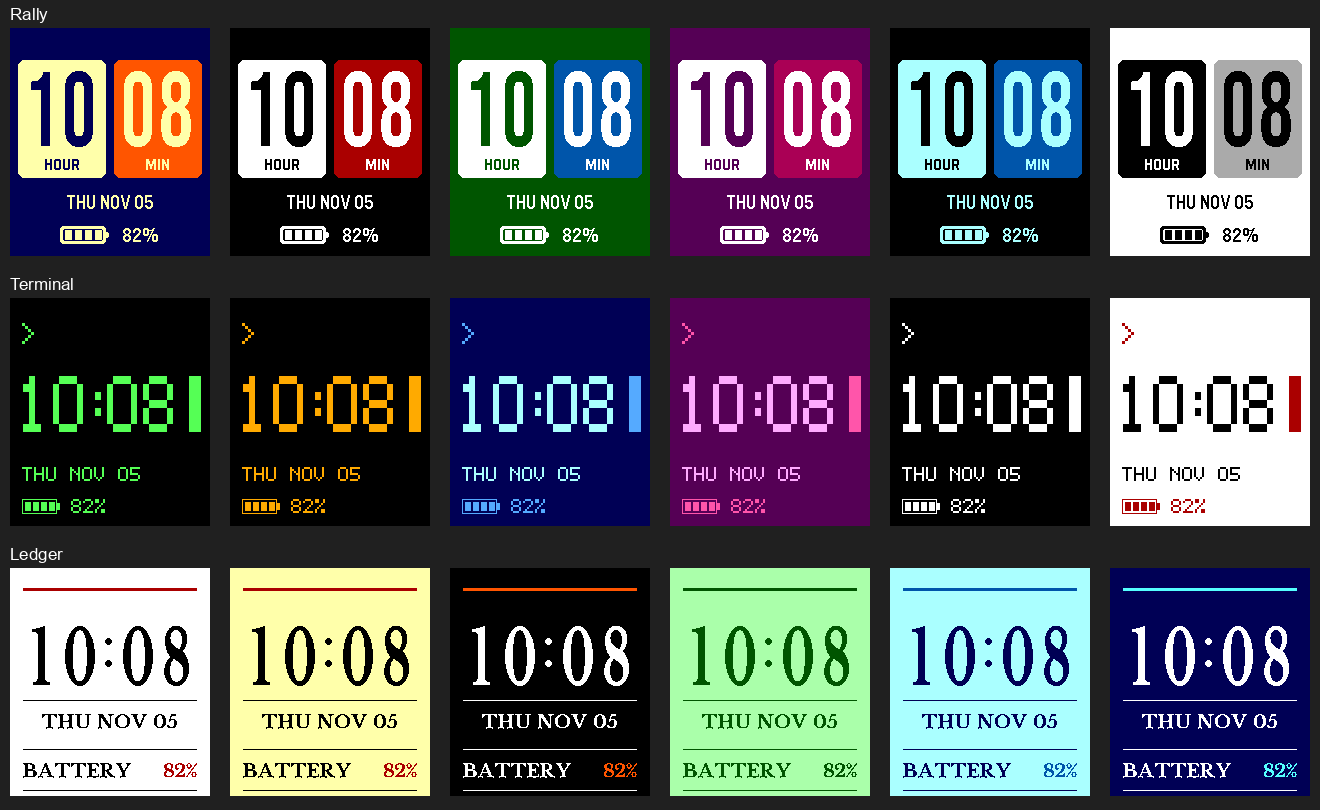 Rally
10 08 10 08 10 08 10 08 10 08 10 08
HOUR MIN HOUR MIN HOUR MIN HOUR MIN HOUR MIN HOUR MIN
THU NOV 05 THU NOV 05 THU NOV 05 THU NOV 05 THU NOV 05 THU NOV 05
82% 82% 82% 82% 82% 82%
Terminal
> > > > > >
10:08 10:08 10:08 10:08 10:08 10:08
THU NOV 05 THU NOV 05 THU NOV 05 THU NOV 05 THU NOV 05 THU NOV 05
82% 82% 82% 82% 82% 82%
Ledger
10:08 10:08 10:08 10:08 10:08 10:08
THU NOV 05 THU NOV 05 THU NOV 05 THU NOV 05 THU NOV 05 THU NOV 05
BATTERY 82% BATTERY 82% BATTERY 82% BATTERY 82% BATTERY 82% BATTERY 82%